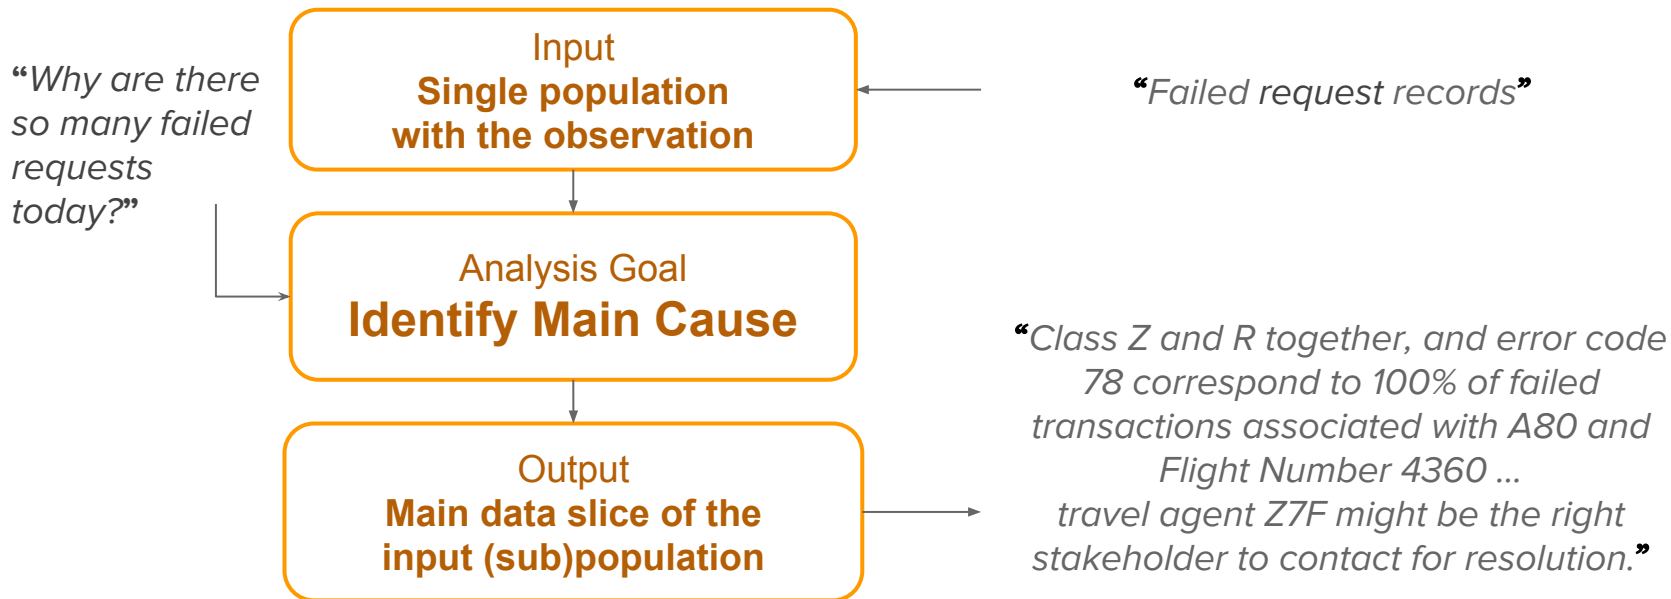 “Why are there
so many failed
requests
today?”
Input
Single population
with the observation
“Failed request records”
Analysis Goal
Identify Main Cause
Output
Main data slice of the
input (sub)population
“Class Z and R together, and error code
78 correspond to 100% of failed
transactions associated with A80 and
Flight Number 4360 ...
travel agent Z7F might be the right
stakeholder to contact for resolution.”